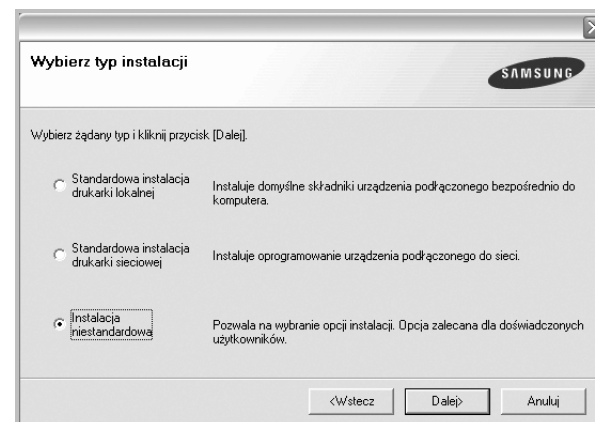 Wybierz typ instalacji
SAMSUNG
Wybierz żądany typ i kliknij przycisk [Dalej].
Standardowa instalacja
drukarki lokalnej
Instaluje domyślne składniki urządzenia podłączonego bezpośrednio do
komputera.
Standardowa instalacja
drukarki sieciowej
Instaluje oprogramowanie urządzenia podłączonego do sieci.
Instalacja
niestandardowa
Pozwala na wybranie opcji instalacji. Opcja zalecana dla doświadczonych
użytkowników.
<Wstecz
Dalej>
Anuluj